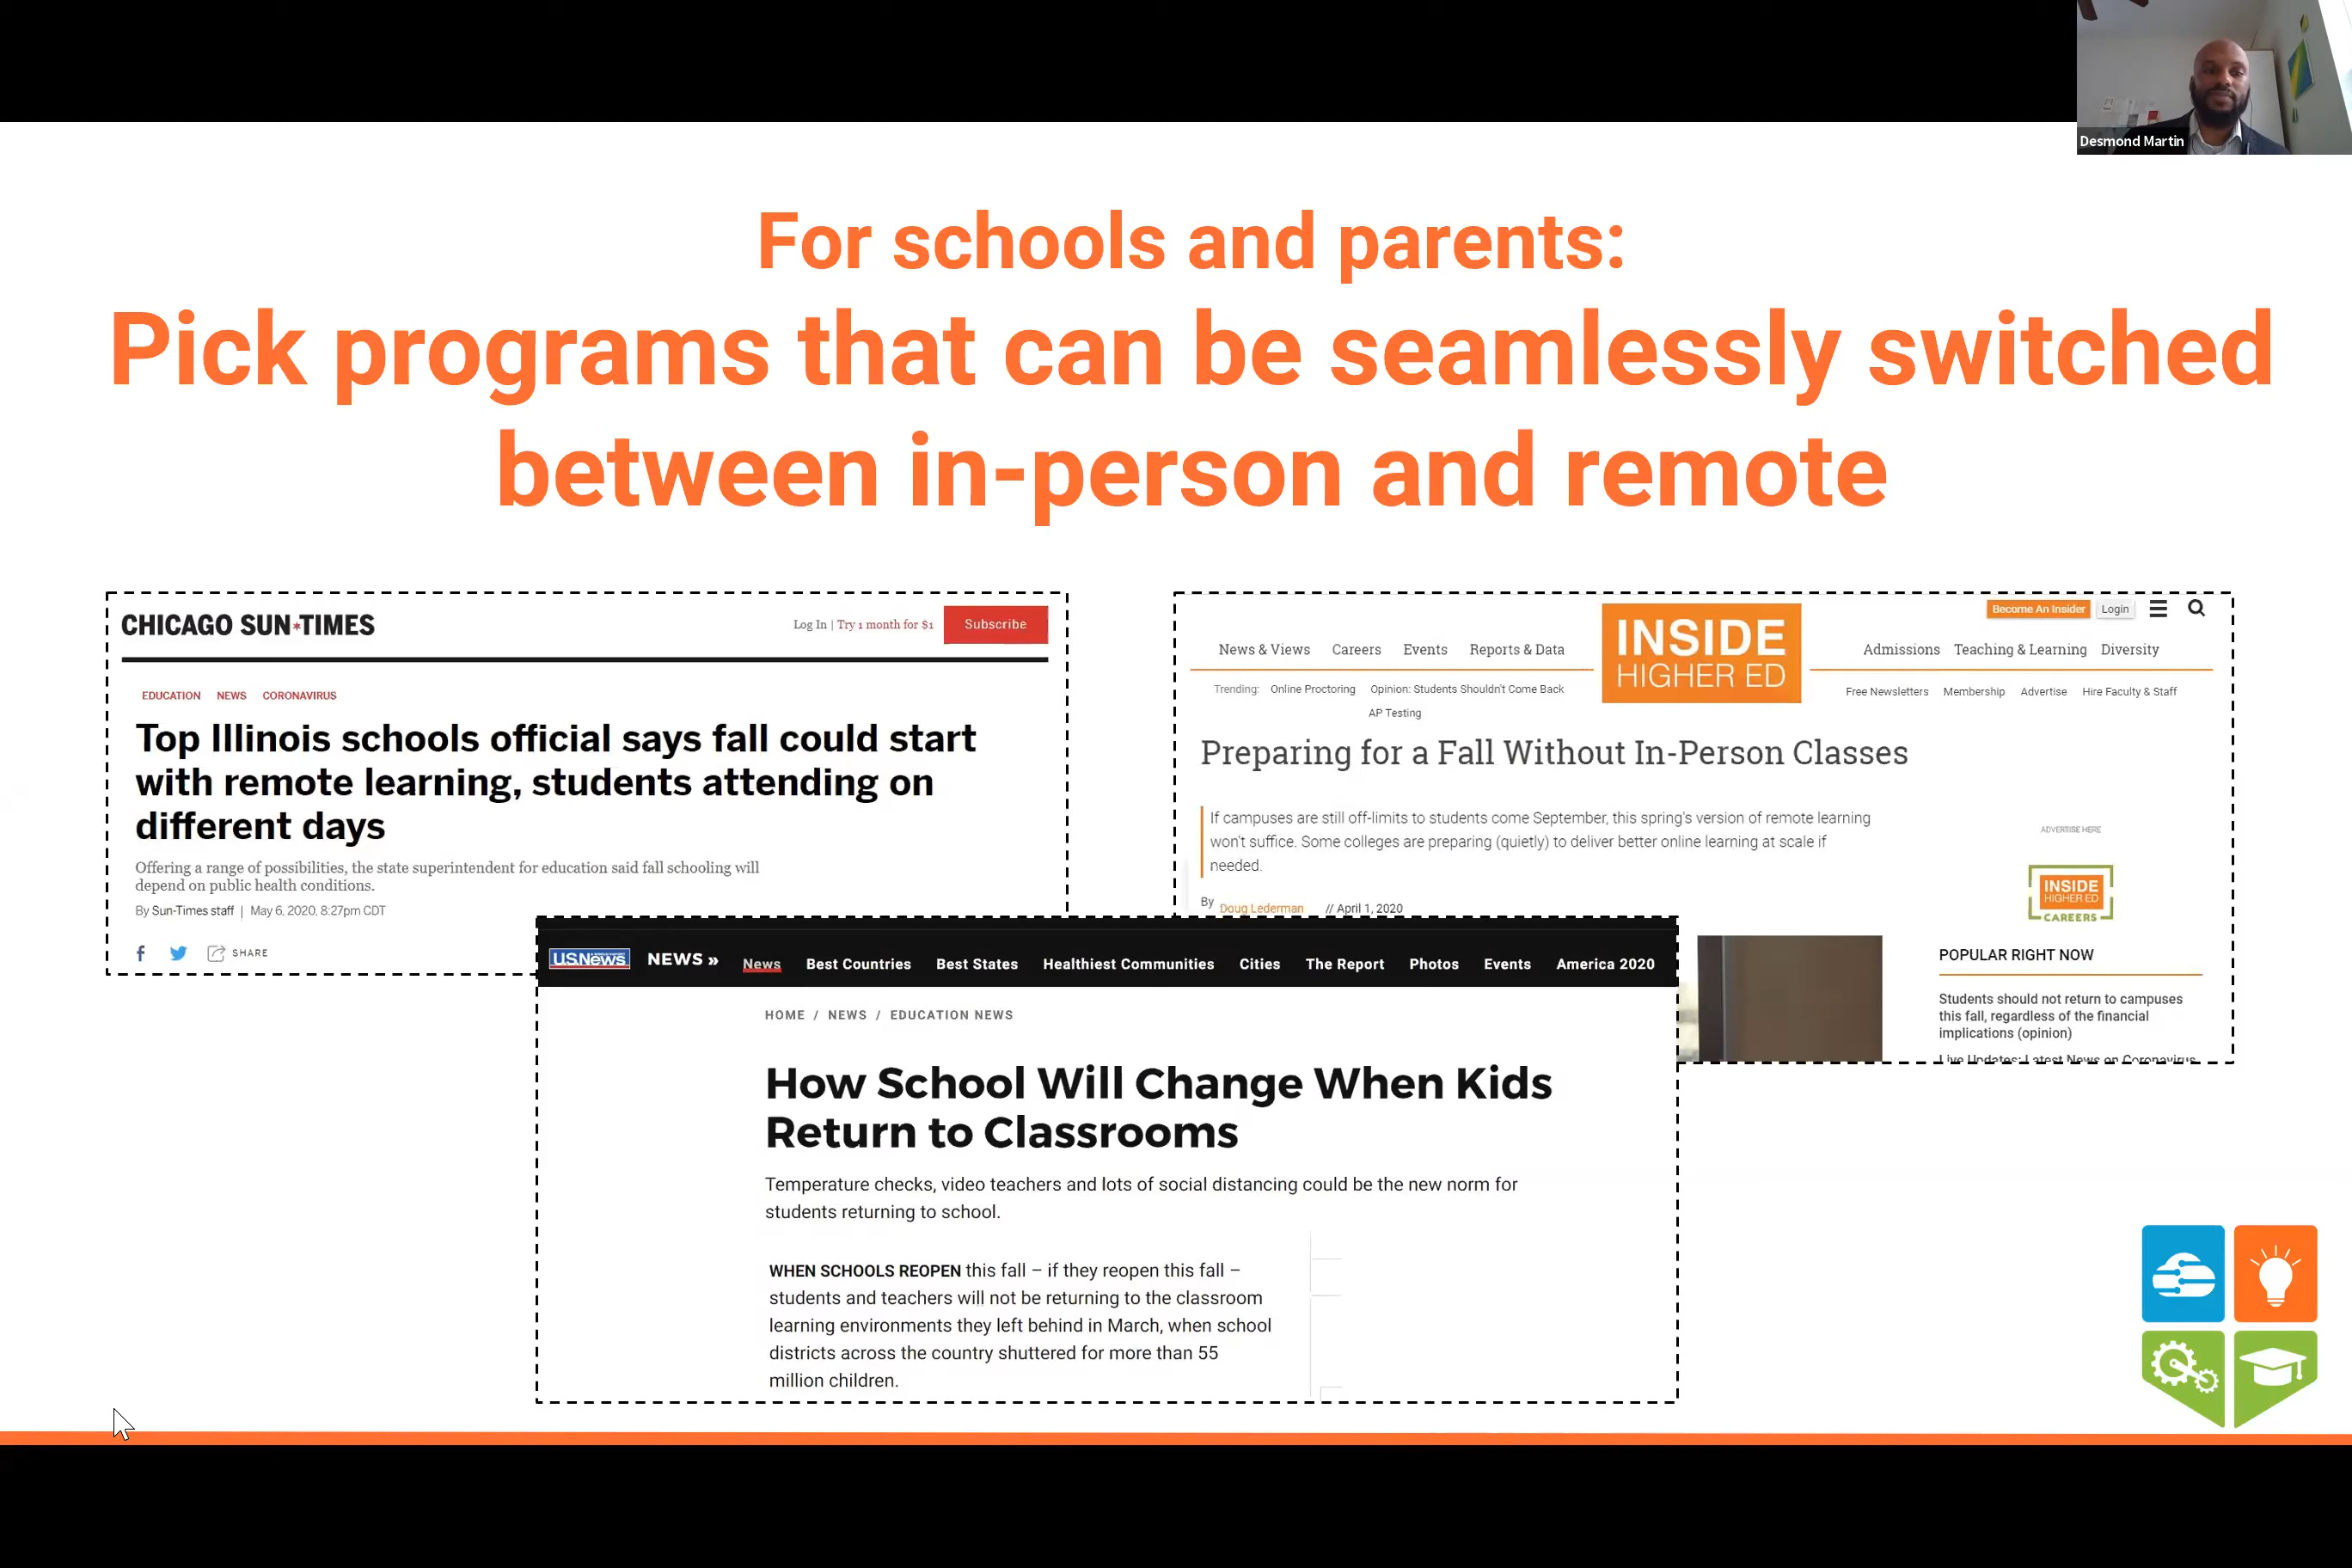 Desmond Martin
For schools and parents:
Pick programs that can be seamlessly switched
between in-person and remote
CHICAGO SUN*TIMES
Log In | Try 1 month for $1
Subscribe
EDUCATION NEWS CORONAVIRUS
Top Illinois schools official says fall could start
with remote learning, students attending on
different days
Offering a range of possibilities, the state superintendent for education said fall schooling will
depend on public health conditions.
By Sun-Times staff | May 6, 2020, 8:27pm CDT
SHARE
Become An Insider Login
News & Views Careers Events Reports & Data
INSIDE
HIGHER ED
Admissions Teaching & Learning Diversity
Trending: Online Proctoring Opinion: Students Shouldn't Come Back
AP Testing
Free Newsletters Membership Advertise Hire Faculty & Staff
Preparing for a Fall Without In-Person Classes
If campuses are still off-limits to students come September, this spring's version of remote learning
won't suffice. Some colleges are preparing (quietly) to deliver better online learning at scale if
needed.
By Doug Lederman // April 1, 2020
ADVERTISE HERE
INSIDE
HIGHER ED
CAREERS
POPULAR RIGHT NOW
Students should not return to campuses
this fall, regardless of the financial
implications (opinion)
Live Updates: Latest News on Coronavirus
U.S.News NEWS » News Best Countries Best States Healthiest Communities Cities The Report Photos Events America 2020
HOME / NEWS / EDUCATION NEWS
How School Will Change When Kids
Return to Classrooms
Temperature checks, video teachers and lots of social distancing could be the new norm for
students returning to school.
WHEN SCHOOLS REOPEN this fall – if they reopen this fall –
students and teachers will not be returning to the classroom
learning environments they left behind in March, when school
districts across the country shuttered for more than 55
million children.